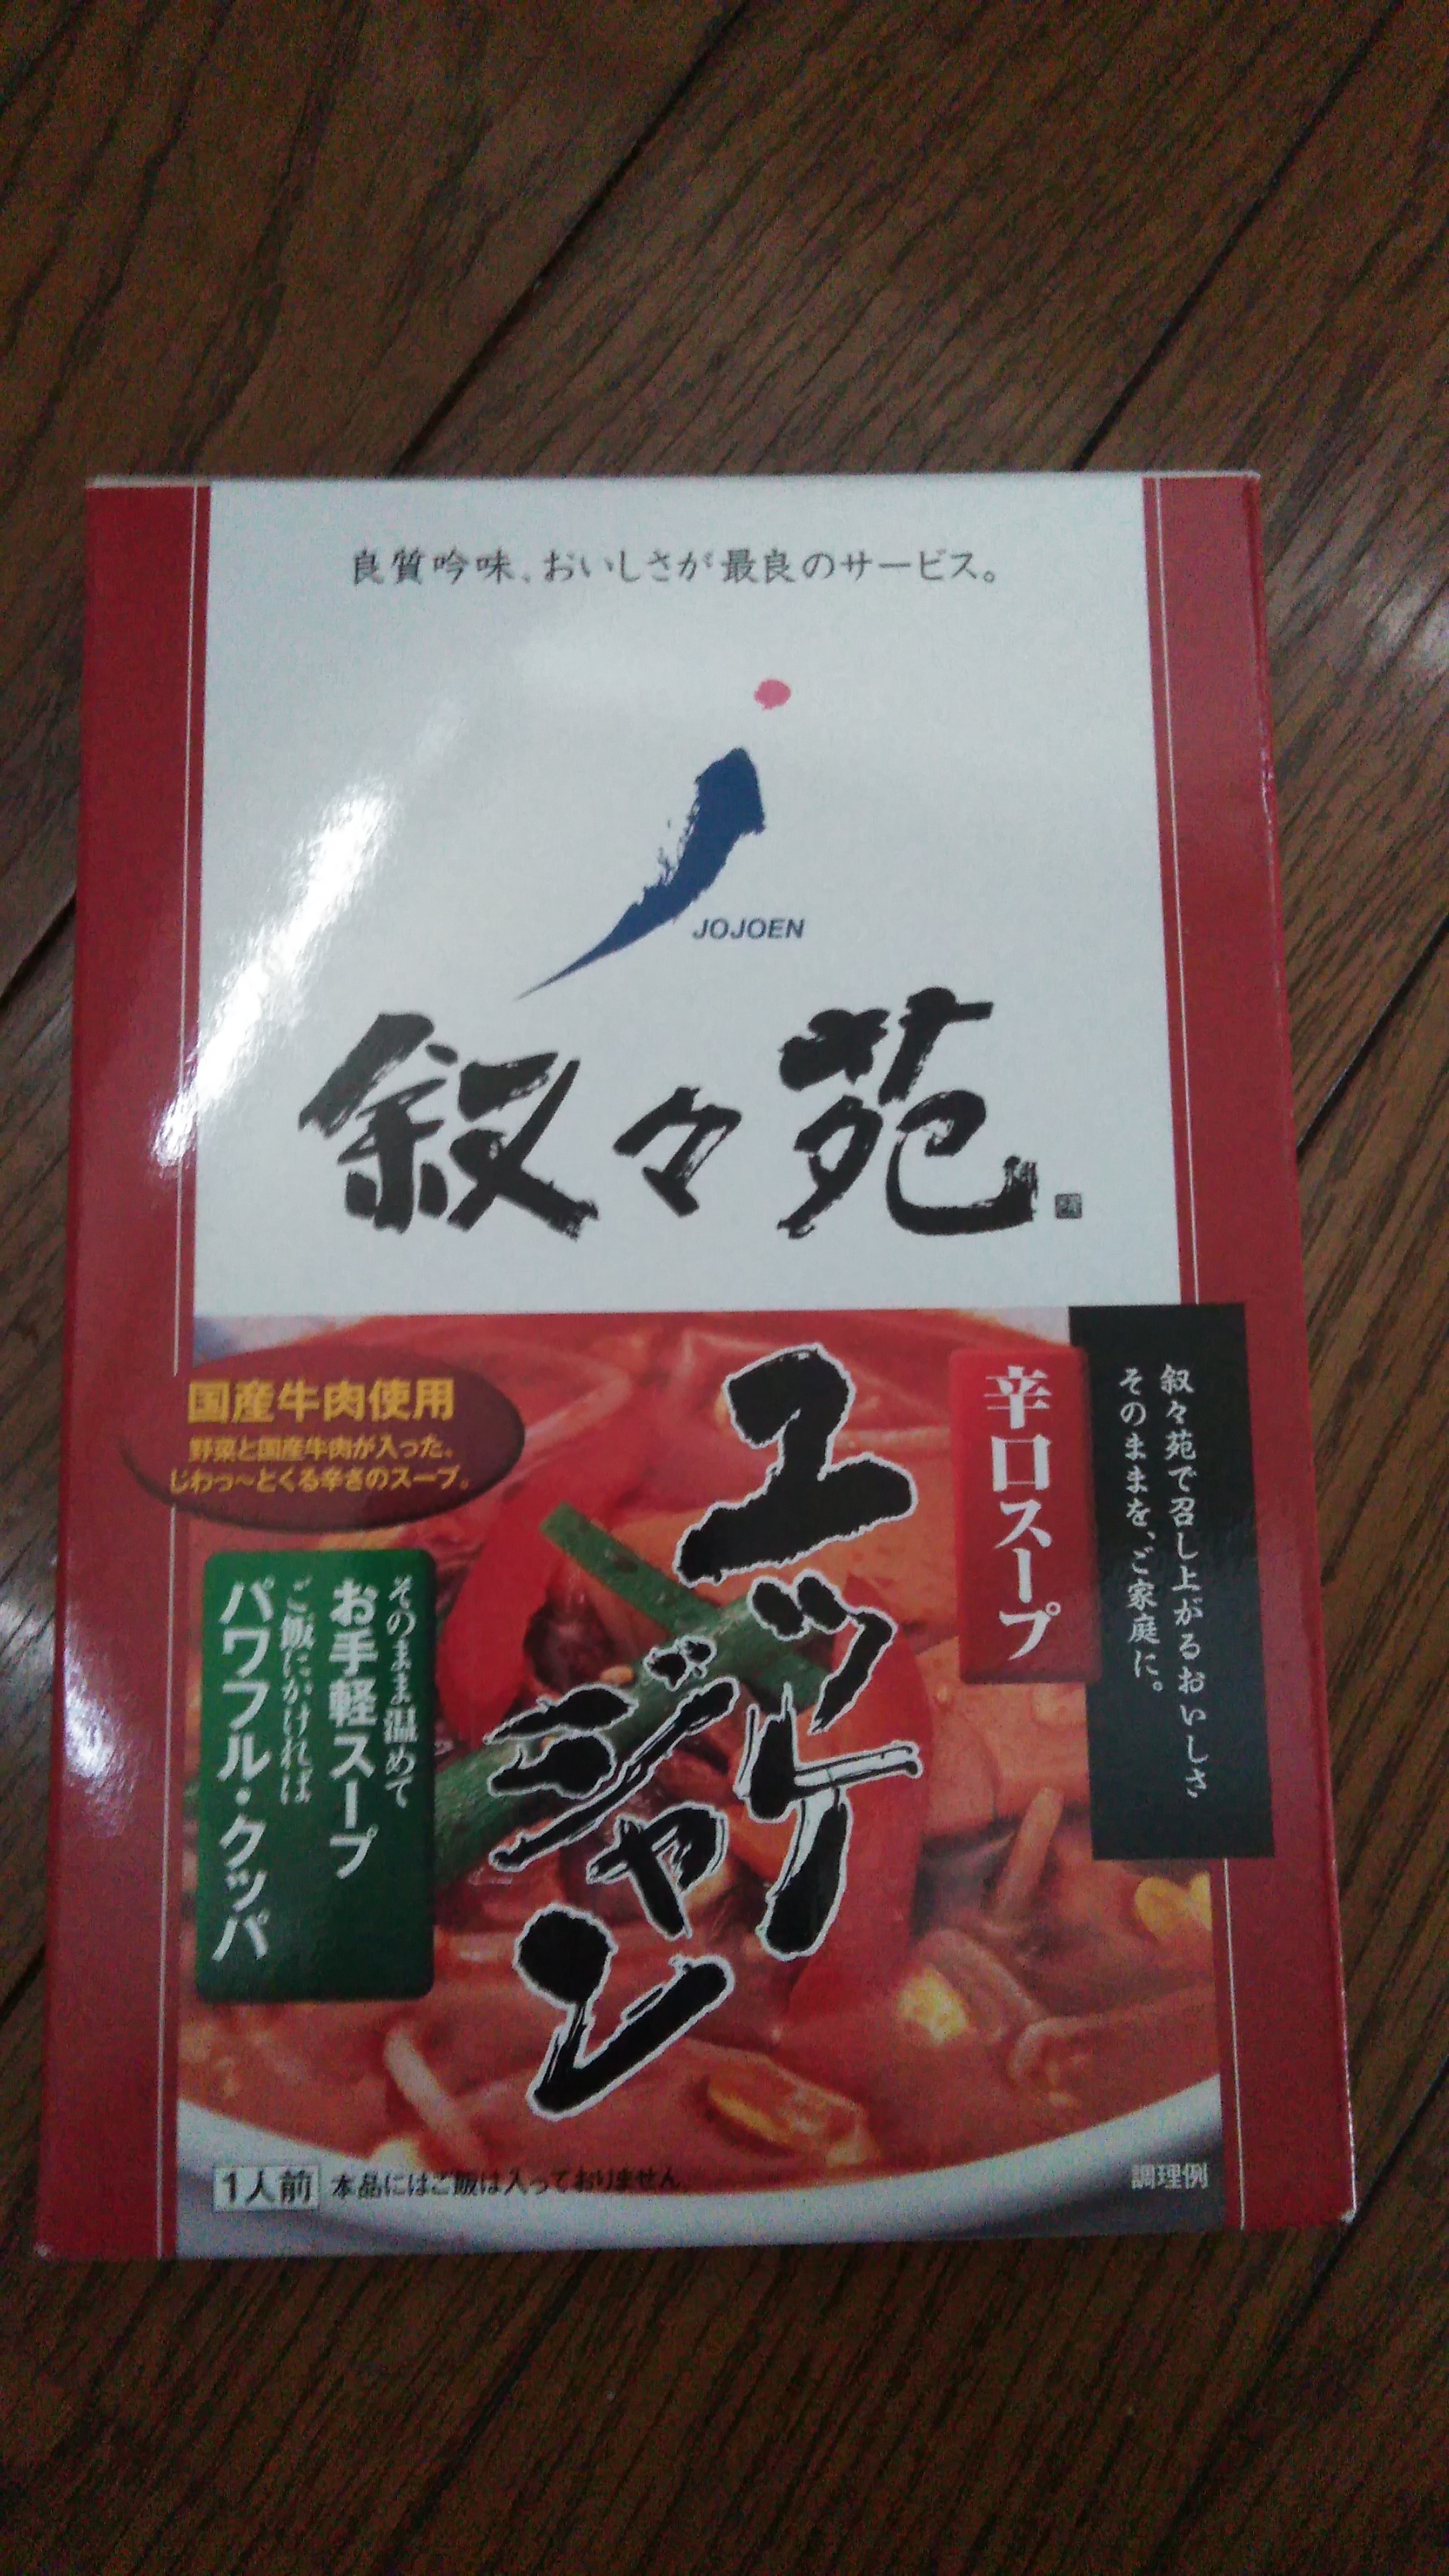 良質吟味、おいしさが最良のサービス。
JOJOEN
叙々苑
叙々苑で召し上がるおいしさ
そのままを、ご家庭に。
辛口スープ
ユッケ
ジャン
国産牛肉使用
野菜と国産牛肉が入った、
じわっ〜とくる辛さのスープ。
そのまま温めて
お手軽スープ
ご飯にかければ
パワフル・クッパ
1人前 本品にはご飯は入っておりません。
調理例